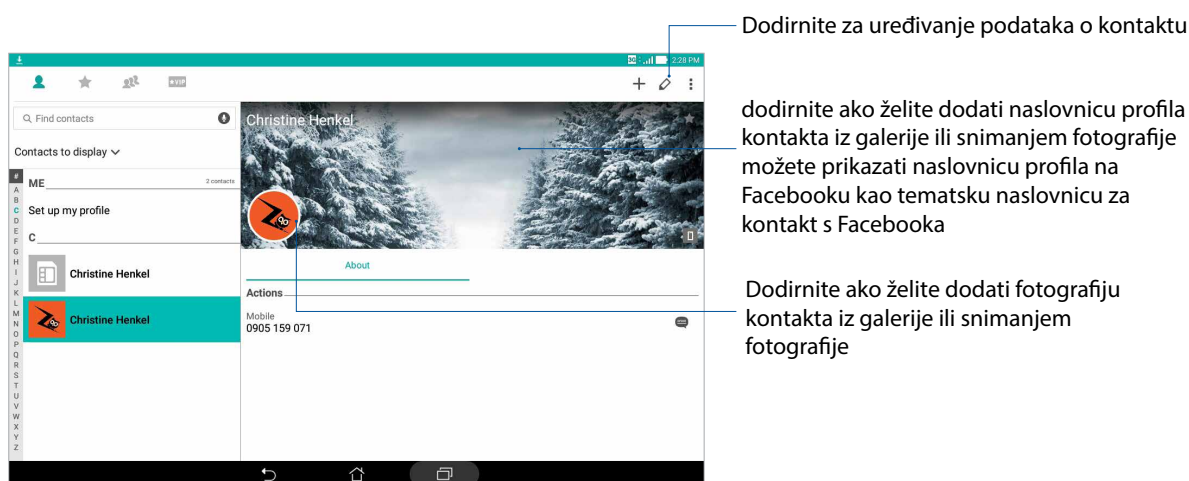 Dodirnite za uređivanje podataka o kontaktu
3G 2:28 PM
VIP
Find contacts
Contacts to display
ME 2 contacts
Set up my profile
C
Christine Henkel
Christine Henkel
#
A
B
C
D
E
F
G
H
I
J
K
L
M
N
O
P
Q
R
S
T
U
V
W
X
Y
Z
Christine Henkel
About
Actions
Mobile
0905 159 071
dodirnite ako želite dodati naslovnicu profila
kontakta iz galerije ili snimanjem fotografije
možete prikazati naslovnicu profila na
Facebooku kao tematsku naslovnicu za
kontakt s Facebooka
Dodirnite ako želite dodati fotografiju
kontakta iz galerije ili snimanjem
fotografije